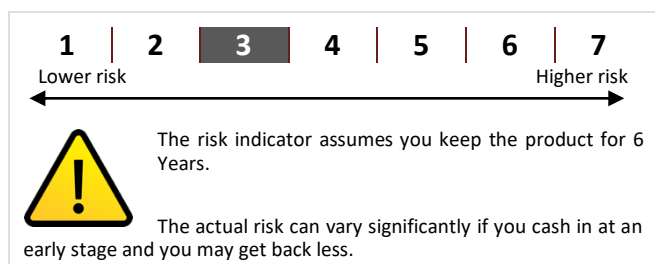 1 2 3 4 5 6 7
Lower risk Higher risk
The risk indicator assumes you keep the product for 6
Years.
The actual risk can vary significantly if you cash in at an
early stage and you may get back less.